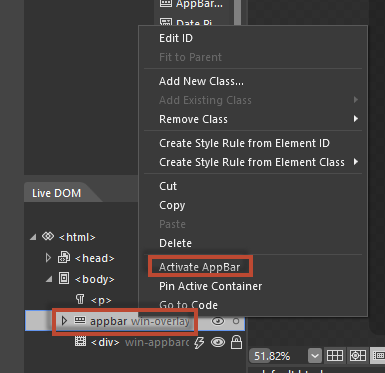 AppBar...
Date Pi
Edit ID
Fit to Parent
Add New Class...
Add Existing Class
Remove Class
Create Style Rule from Element ID
Create Style Rule from Element Class
Cut
Copy
Paste
Delete
Activate AppBar
Pin Active Container
Go to Code
Live DOM
<html>
<head>
<body>
<p>
appbar win-overlay
<div> win-appbarc
51.82%